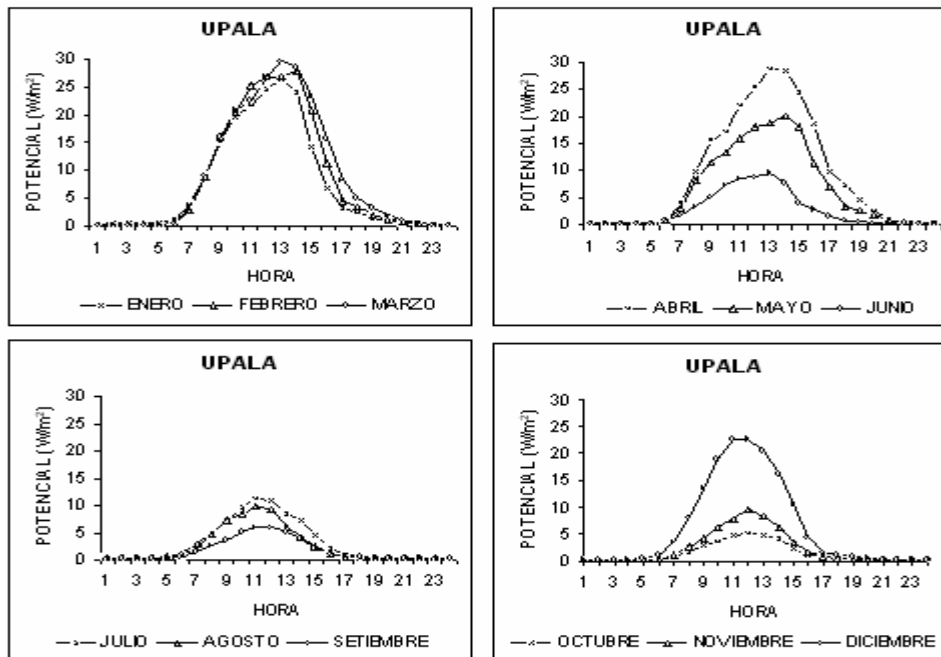 UPALA
POTENCIAL (W/m²)
30
25
20
15
10
5
0
1 3 5 7 9 11 13 15 17 19 21 23
HORA
ENERO FEBRERO MARZO
UPALA
POTENCIAL (W/m²)
30
25
20
15
10
5
0
1 3 5 7 9 11 13 15 17 19 21 23
HORA
ABRIL MAYO JUNIO
UPALA
POTENCIAL (W/m²)
30
25
20
15
10
5
0
1 3 5 7 9 11 13 15 17 19 21 23
HORA
JULIO AGOSTO SETIEMBRE
UPALA
POTENCIAL (W/m²)
30
25
20
15
10
5
0
1 3 5 7 9 11 13 15 17 19 21 23
HORA
OCTUBRE NOVIEMBRE DICIEMBRE